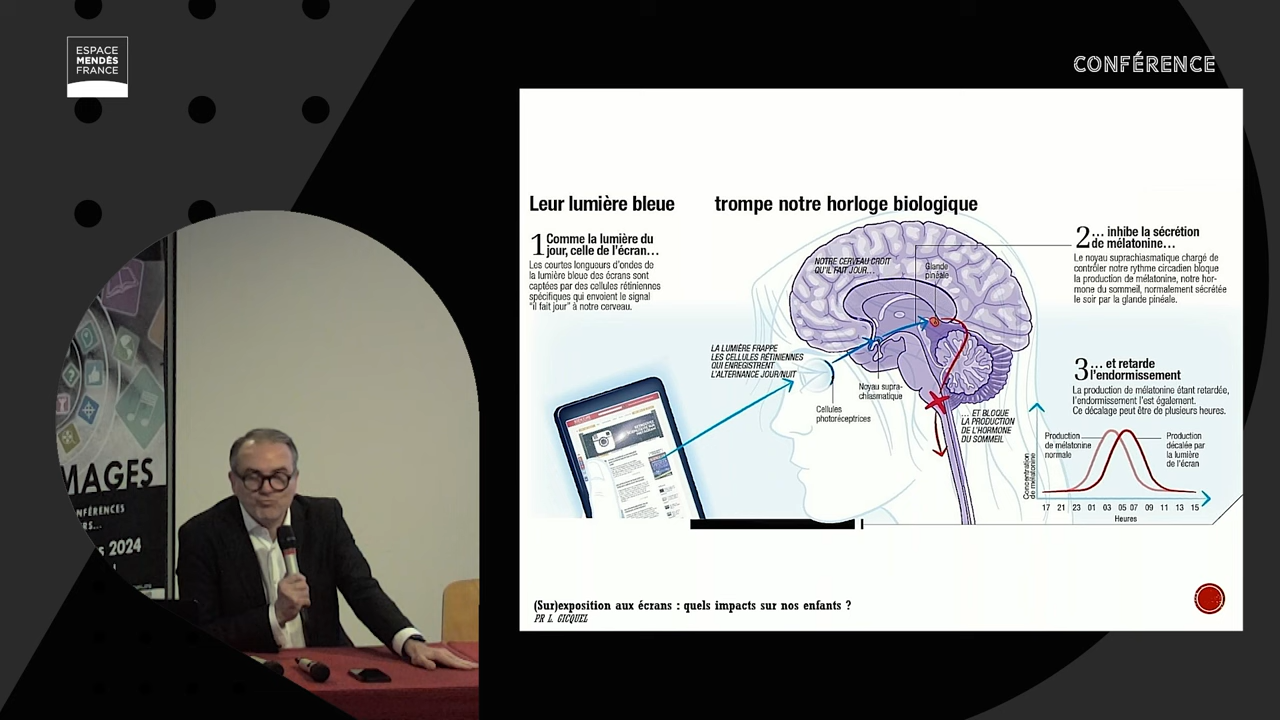 ESPACE
MENDÈS
FRANCE
CONFÉRENCE
Leur lumière bleue trompe notre horloge biologique
1 Comme la lumière du
jour, celle de l'écran…
Les courtes longueurs d'ondes de
la lumière bleue des écrans sont
captées par des cellules rétiniennes
spécifiques qui envoient le signal
"il fait jour" à notre cerveau.
NOTRE CERVEAU CROIT
QU'IL FAIT JOUR…
Glande
pinéale
2 … inhibe la sécrétion
de mélatonine…
Le noyau suprachiasmatique chargé de
contrôler notre rythme circadien bloque
la production de mélatonine, notre hor-
mone du sommeil, normalement sécrétée
le soir par la glande pinéale.
LA LUMIÈRE FRAPPE
LES CELLULES RÉTINIENNES
QUI ENREGISTRENT
L'ALTERNANCE JOUR/NUIT
Noyau supra-
chiasmatique
Cellules
photoréceptrices
… ET BLOQUE
LA PRODUCTION
DE L'HORMONE
DU SOMMEIL
3 … et retarde
l'endormissement
La production de mélatonine étant retardée,
l'endormissement l'est également.
Ce décalage peut être de plusieurs heures.
Production
de mélatonine
normale
Production
décalée par
la lumière
de l'écran
Concentration
de mélatonine
17 21 23 01 03 05 07 09 11 13 15
Heures
(Sur)exposition aux écrans : quels impacts sur nos enfants ?
PR L. GICQUEL
MAGES
NFÉRENCES
RS…
s 2024